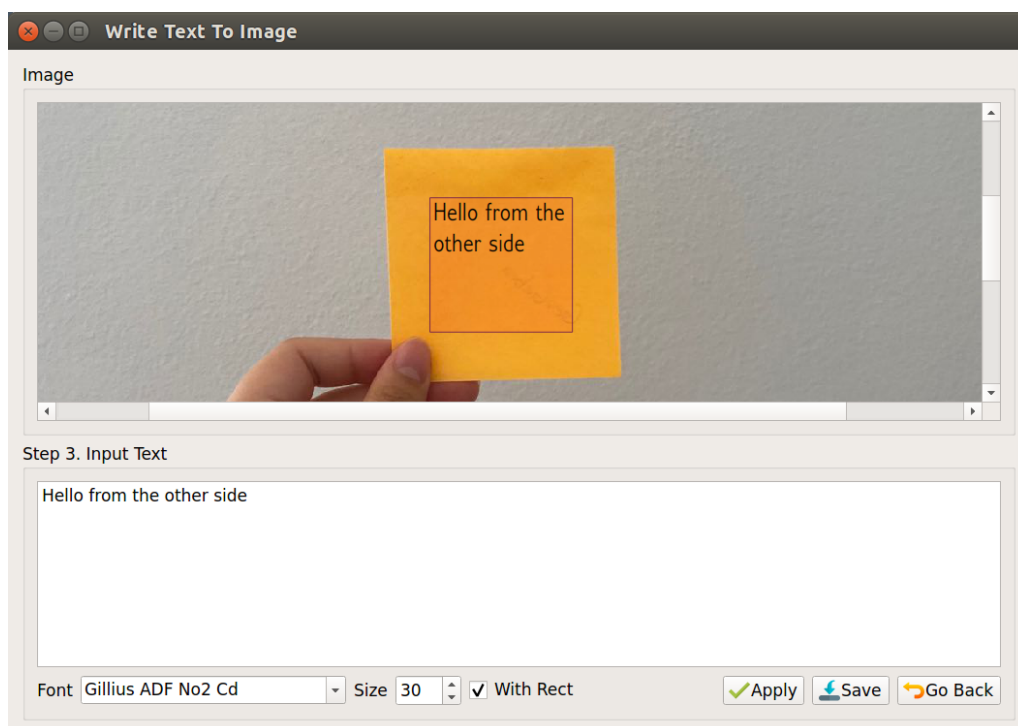 Write Text To Image
Image
Hello from the
other side
Step 3. Input Text
Hello from the other side
Font Gillius ADF No2 Cd Size 30 With Rect Apply Save Go Back